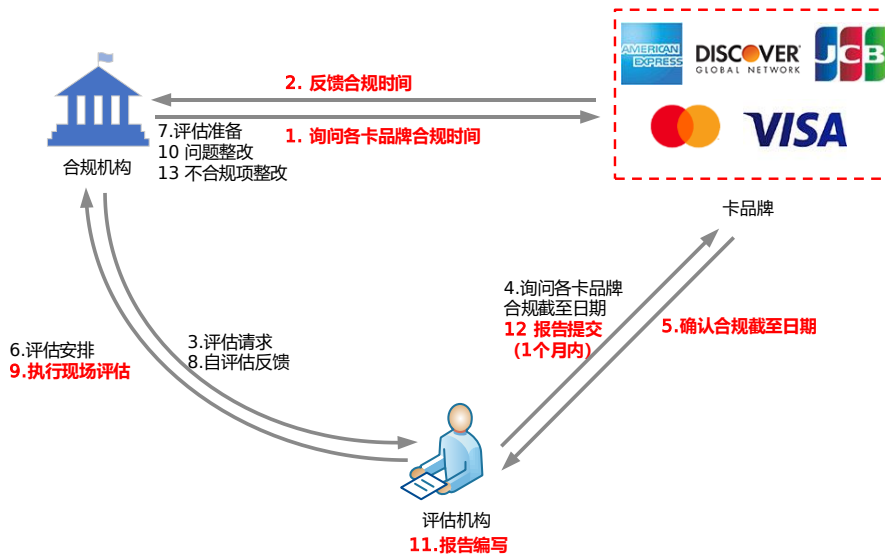 AMERICAN
EXPRESS
DISCOVER
GLOBAL NETWORK
JCB
VISA
卡品牌
2. 反馈合规时间
1. 询问各卡品牌合规时间
合规机构
7.评估准备
10 问题整改
13 不合规项整改
4.询问各卡品牌
合规截至日期
12 报告提交
(1个月内)
5.确认合规截至日期
3.评估请求
8.自评估反馈
6.评估安排
9.执行现场评估
评估机构
11.报告编写